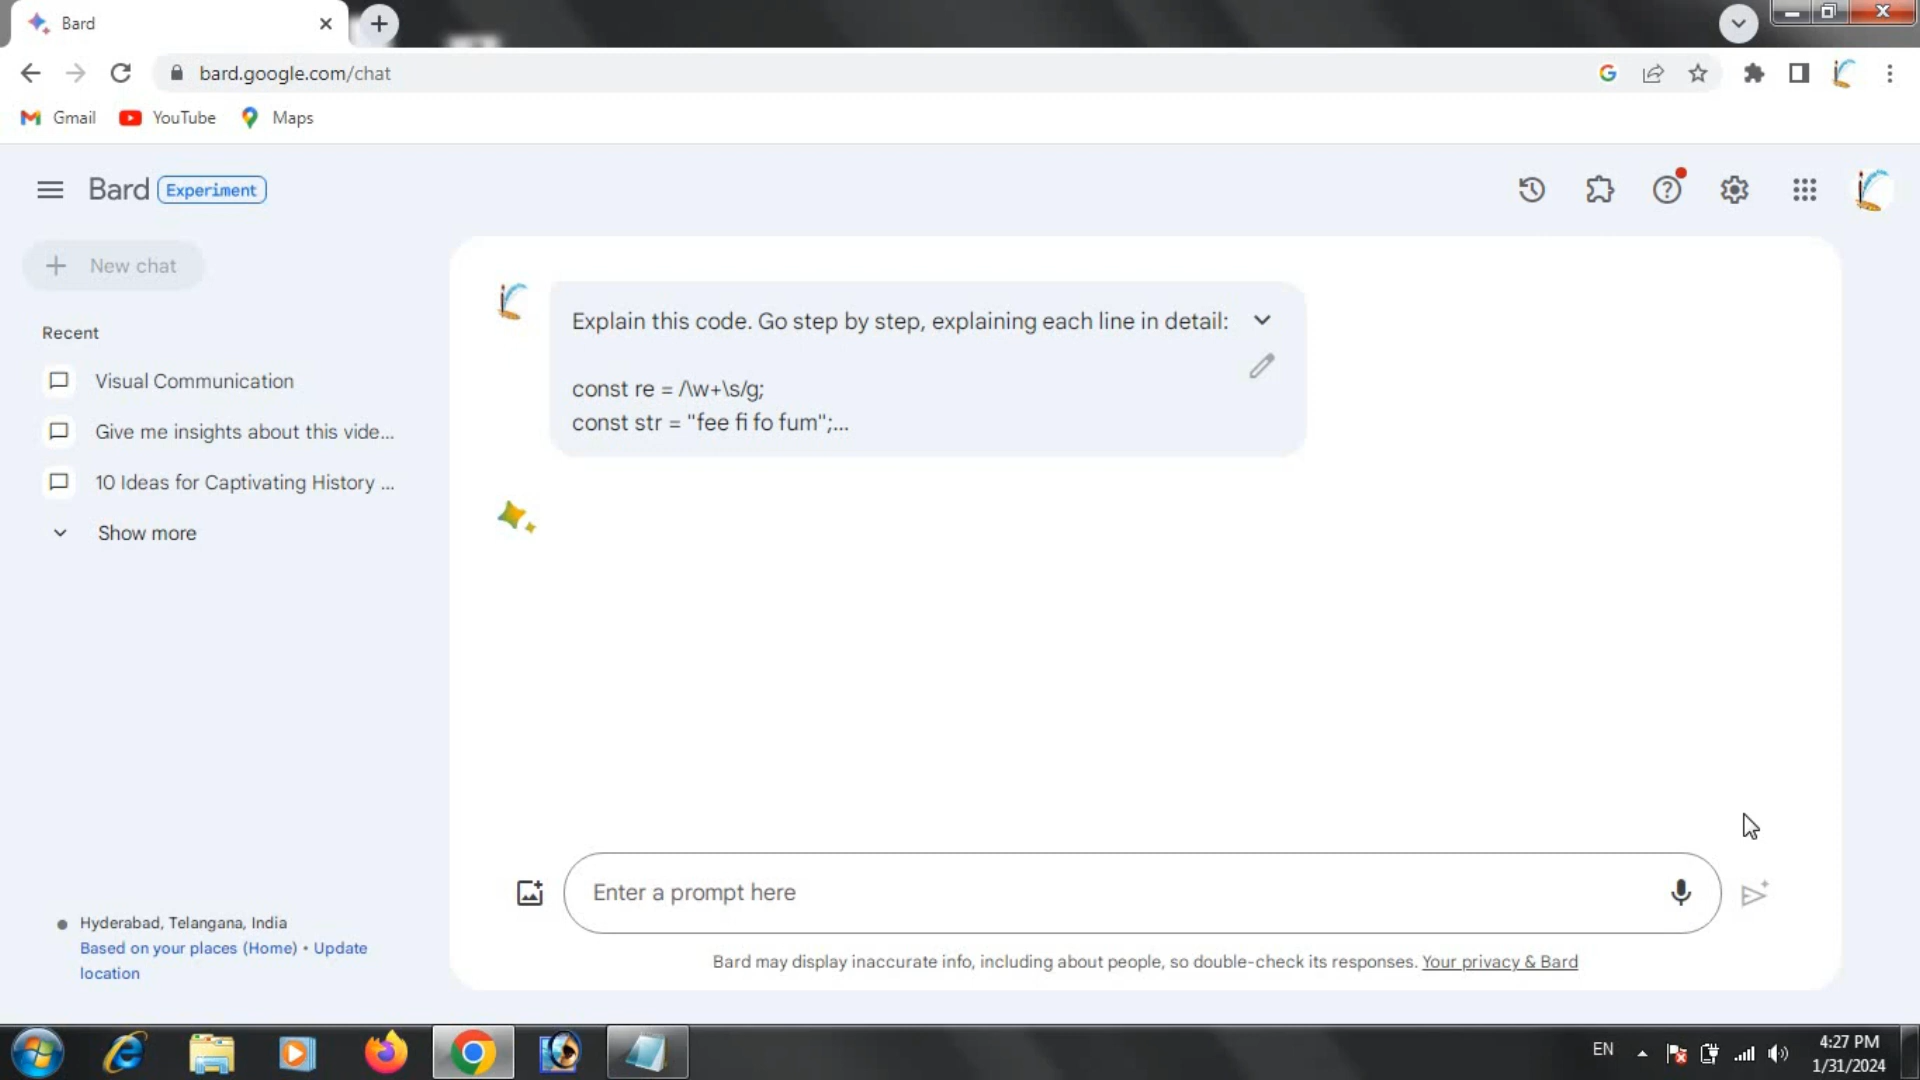 Bard
bard.google.com/chat
Gmail
YouTube
Maps
Bard Experiment
New chat
Recent
Visual Communication
Give me insights about this vide...
10 Ideas for Captivating History ...
Show more
Explain this code. Go step by step, explaining each line in detail:
const re = /\w+\s/g;
const str = "fee fi fo fum";...
Enter a prompt here
Bard may display inaccurate info, including about people, so double-check its responses. Your privacy & Bard
Hyderabad, Telangana, India
Based on your places (Home) • Update
location
EN
4:27 PM
1/31/2024